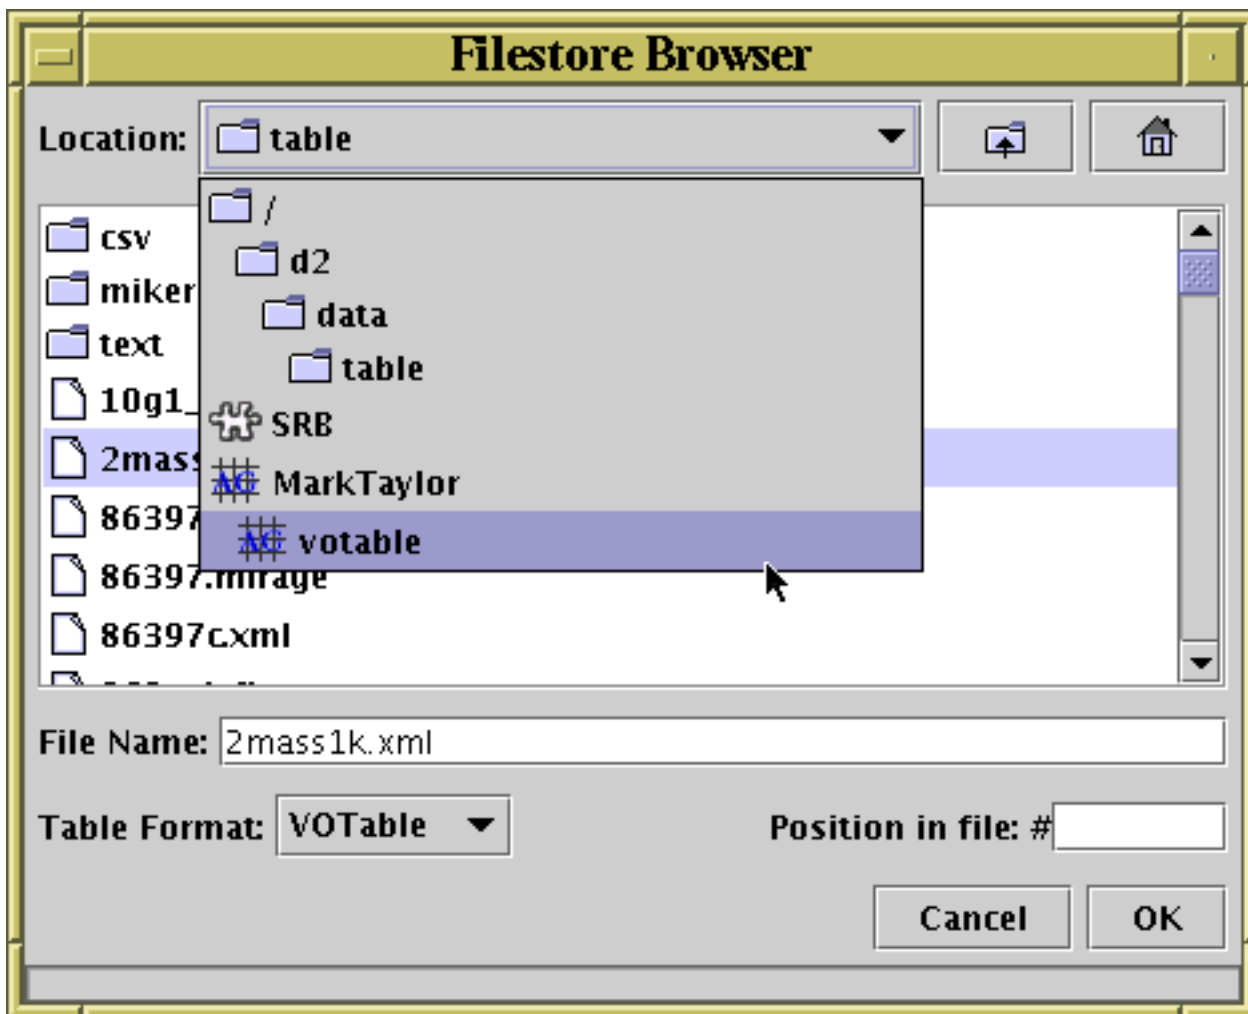 Filestore Browser
Location: table
/
csv
d2
miker
data
text
table
10g1_
SRB
2mass
MarkTaylor
86397
votable
86397.mirage
86397c.xml
File Name: 2mass1k.xml
Table Format: VOTable Position in file: #
Cancel OK